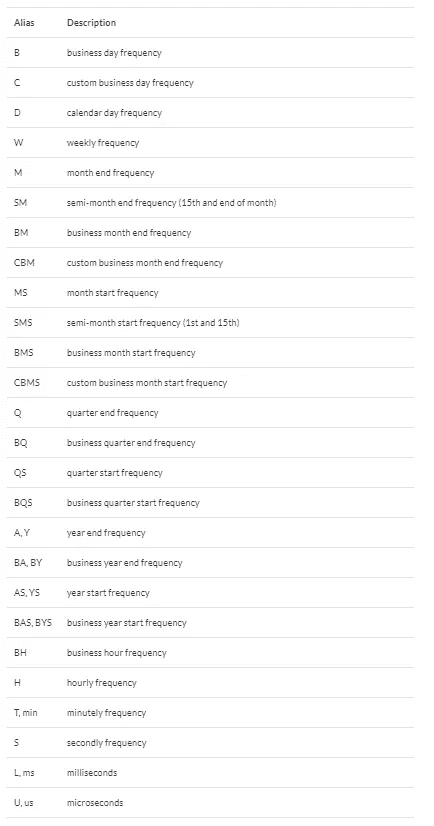 Alias Description
B business day frequency
C custom business day frequency
D calendar day frequency
W weekly frequency
M month end frequency
SM semi-month end frequency (15th and end of month)
BM business month end frequency
CBM custom business month end frequency
MS month start frequency
SMS semi-month start frequency (1st and 15th)
BMS business month start frequency
CBMS custom business month start frequency
Q quarter end frequency
BQ business quarter end frequency
QS quarter start frequency
BQS business quarter start frequency
A, Y year end frequency
BA, BY business year end frequency
AS, YS year start frequency
BAS, BYS business year start frequency
BH business hour frequency
H hourly frequency
T, min minutely frequency
S secondly frequency
L, ms milliseconds
U, us microseconds